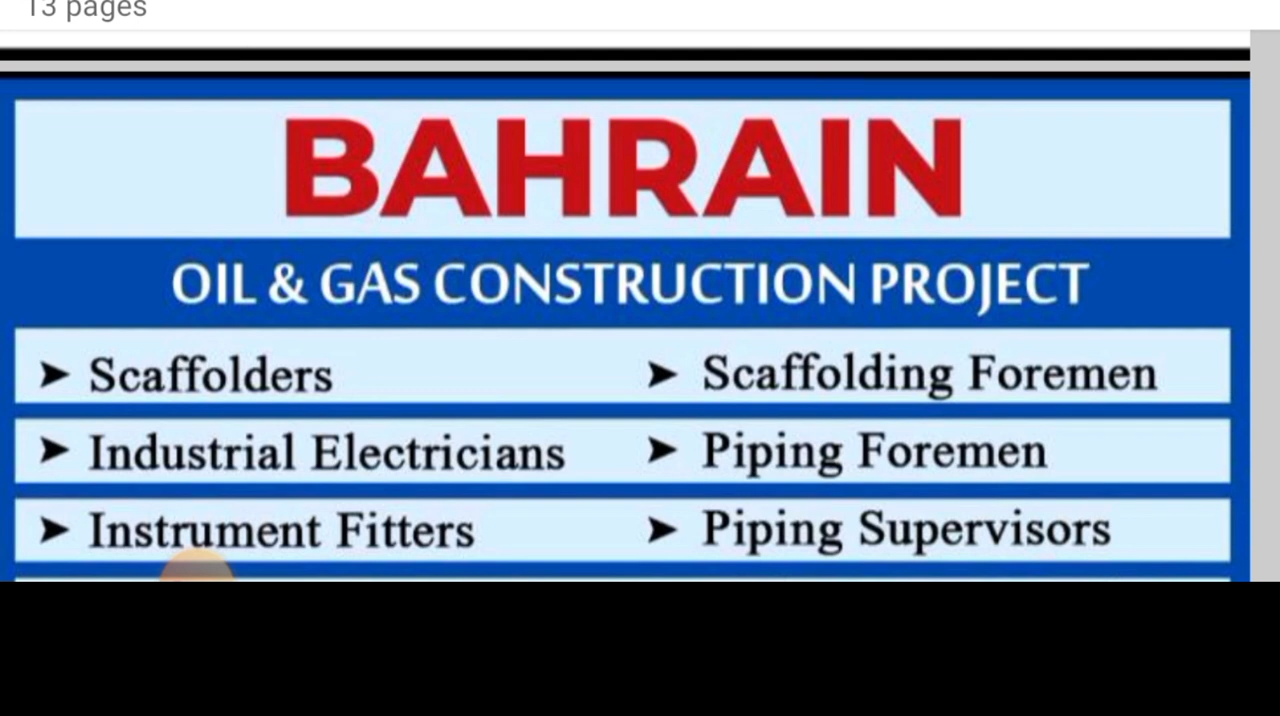 13 pages
BAHRAIN
OIL & GAS CONSTRUCTION PROJECT
➤ Scaffolders ➤ Scaffolding Foremen
➤ Industrial Electricians ➤ Piping Foremen
➤ Instrument Fitters ➤ Piping Supervisors